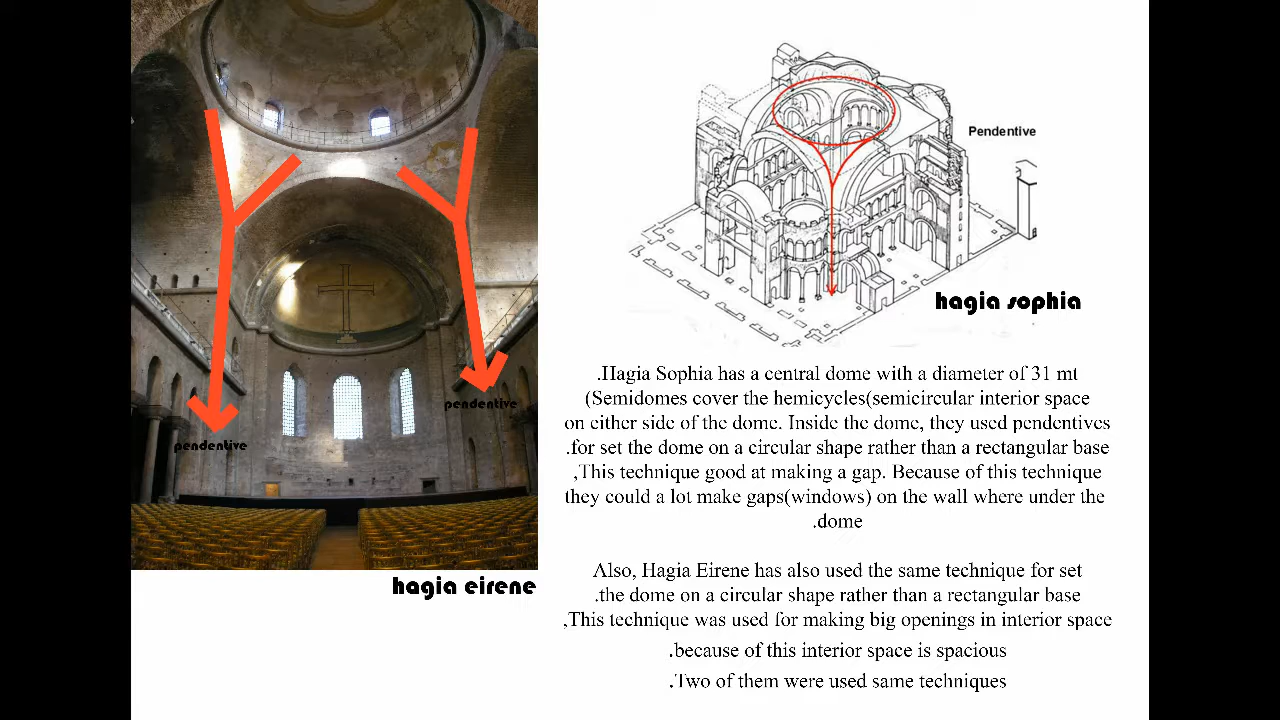 pendentive
pendentive
hagia eirene
Pendentive
hagia sophia
.Hagia Sophia has a central dome with a diameter of 31 mt
(Semidomes cover the hemicycles(semicircular interior space
on either side of the dome. Inside the dome, they used pendentives
.for set the dome on a circular shape rather than a rectangular base
,This technique good at making a gap. Because of this technique
they could a lot make gaps(windows) on the wall where under the
.dome
Also, Hagia Eirene has also used the same technique for set
.the dome on a circular shape rather than a rectangular base
,This technique was used for making big openings in interior space
.because of this interior space is spacious
.Two of them were used same techniques